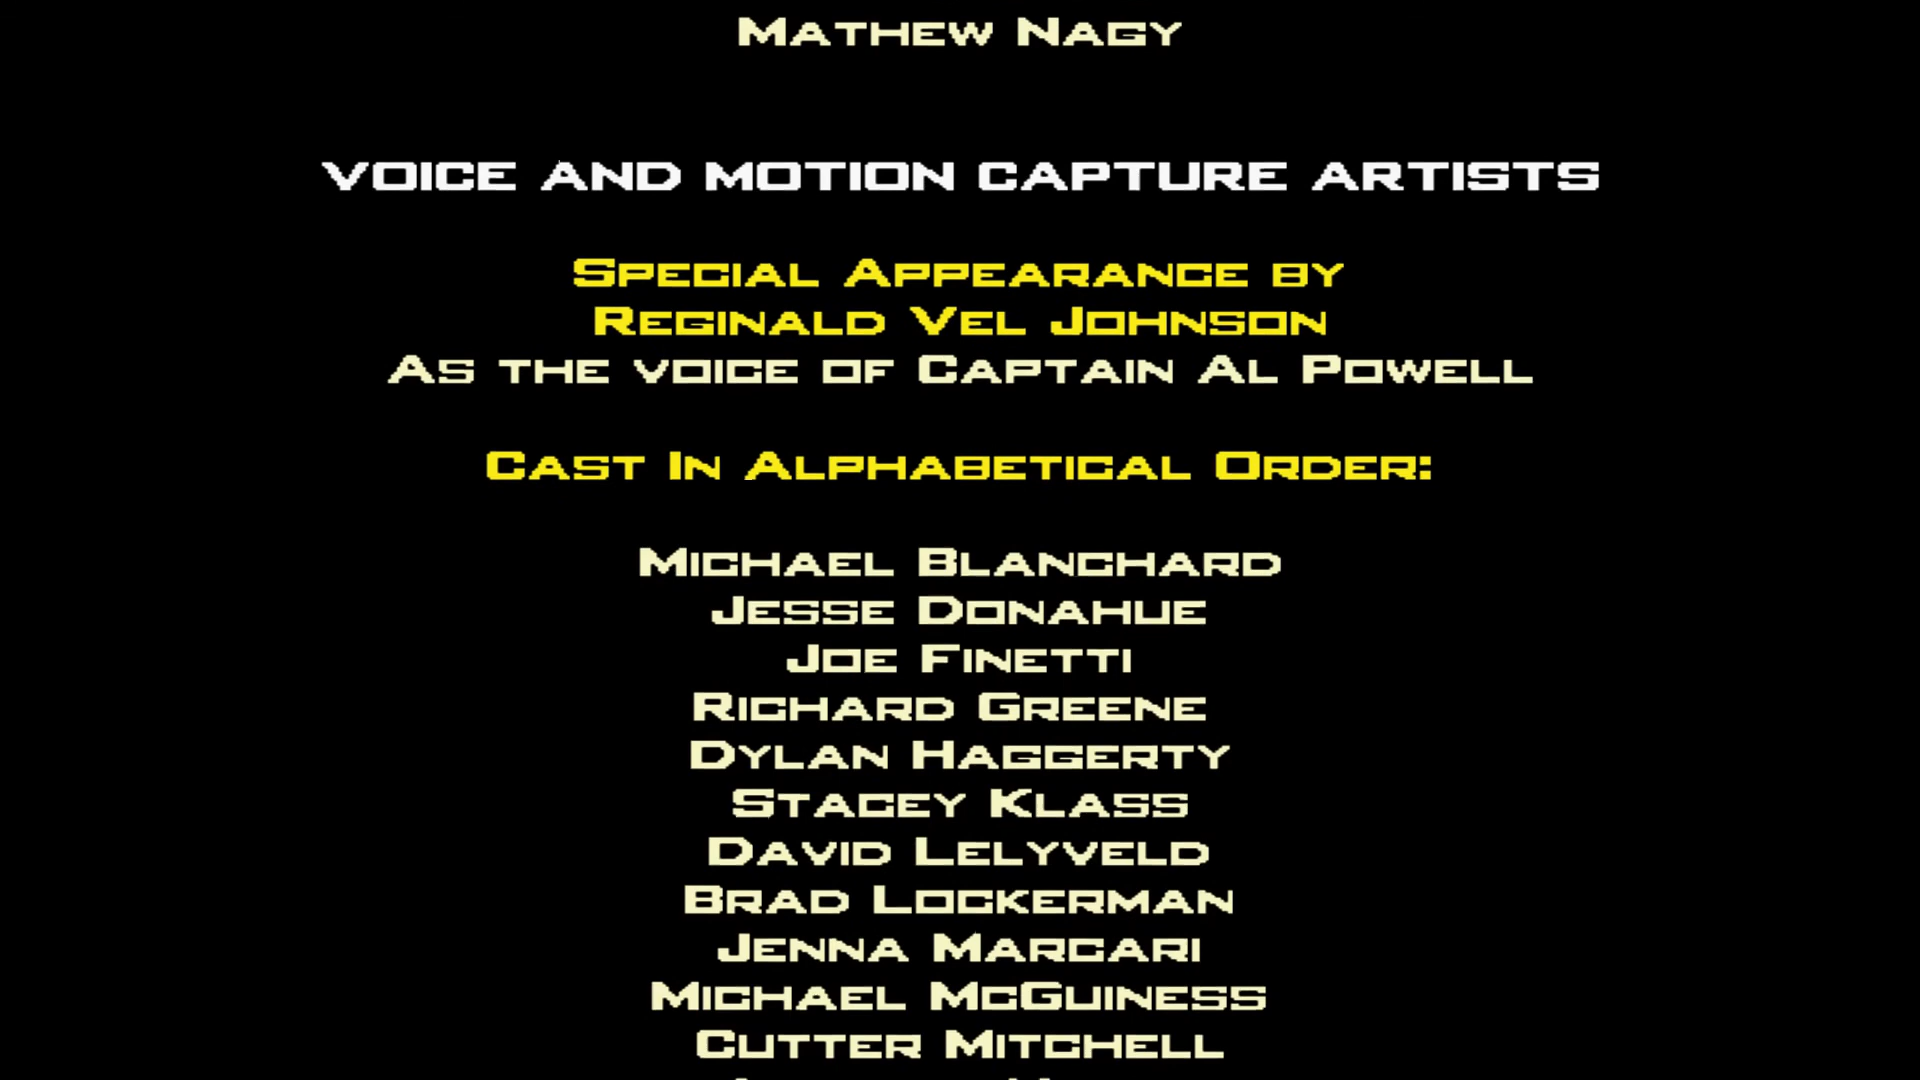 Mathew Nagy
VOICE AND MOTION CAPTURE ARTISTS
Special Appearance by
Reginald Vel Johnson
As the voice of Captain Al Powell
Cast In Alphabetical Order:
Michael Blanchard
Jesse Donahue
Joe Finetti
Richard Greene
Dylan Haggerty
Stacey Klass
David Lelyveld
Brad Lockerman
Jenna Marcari
Michael McGuiness
Cutter Mitchell